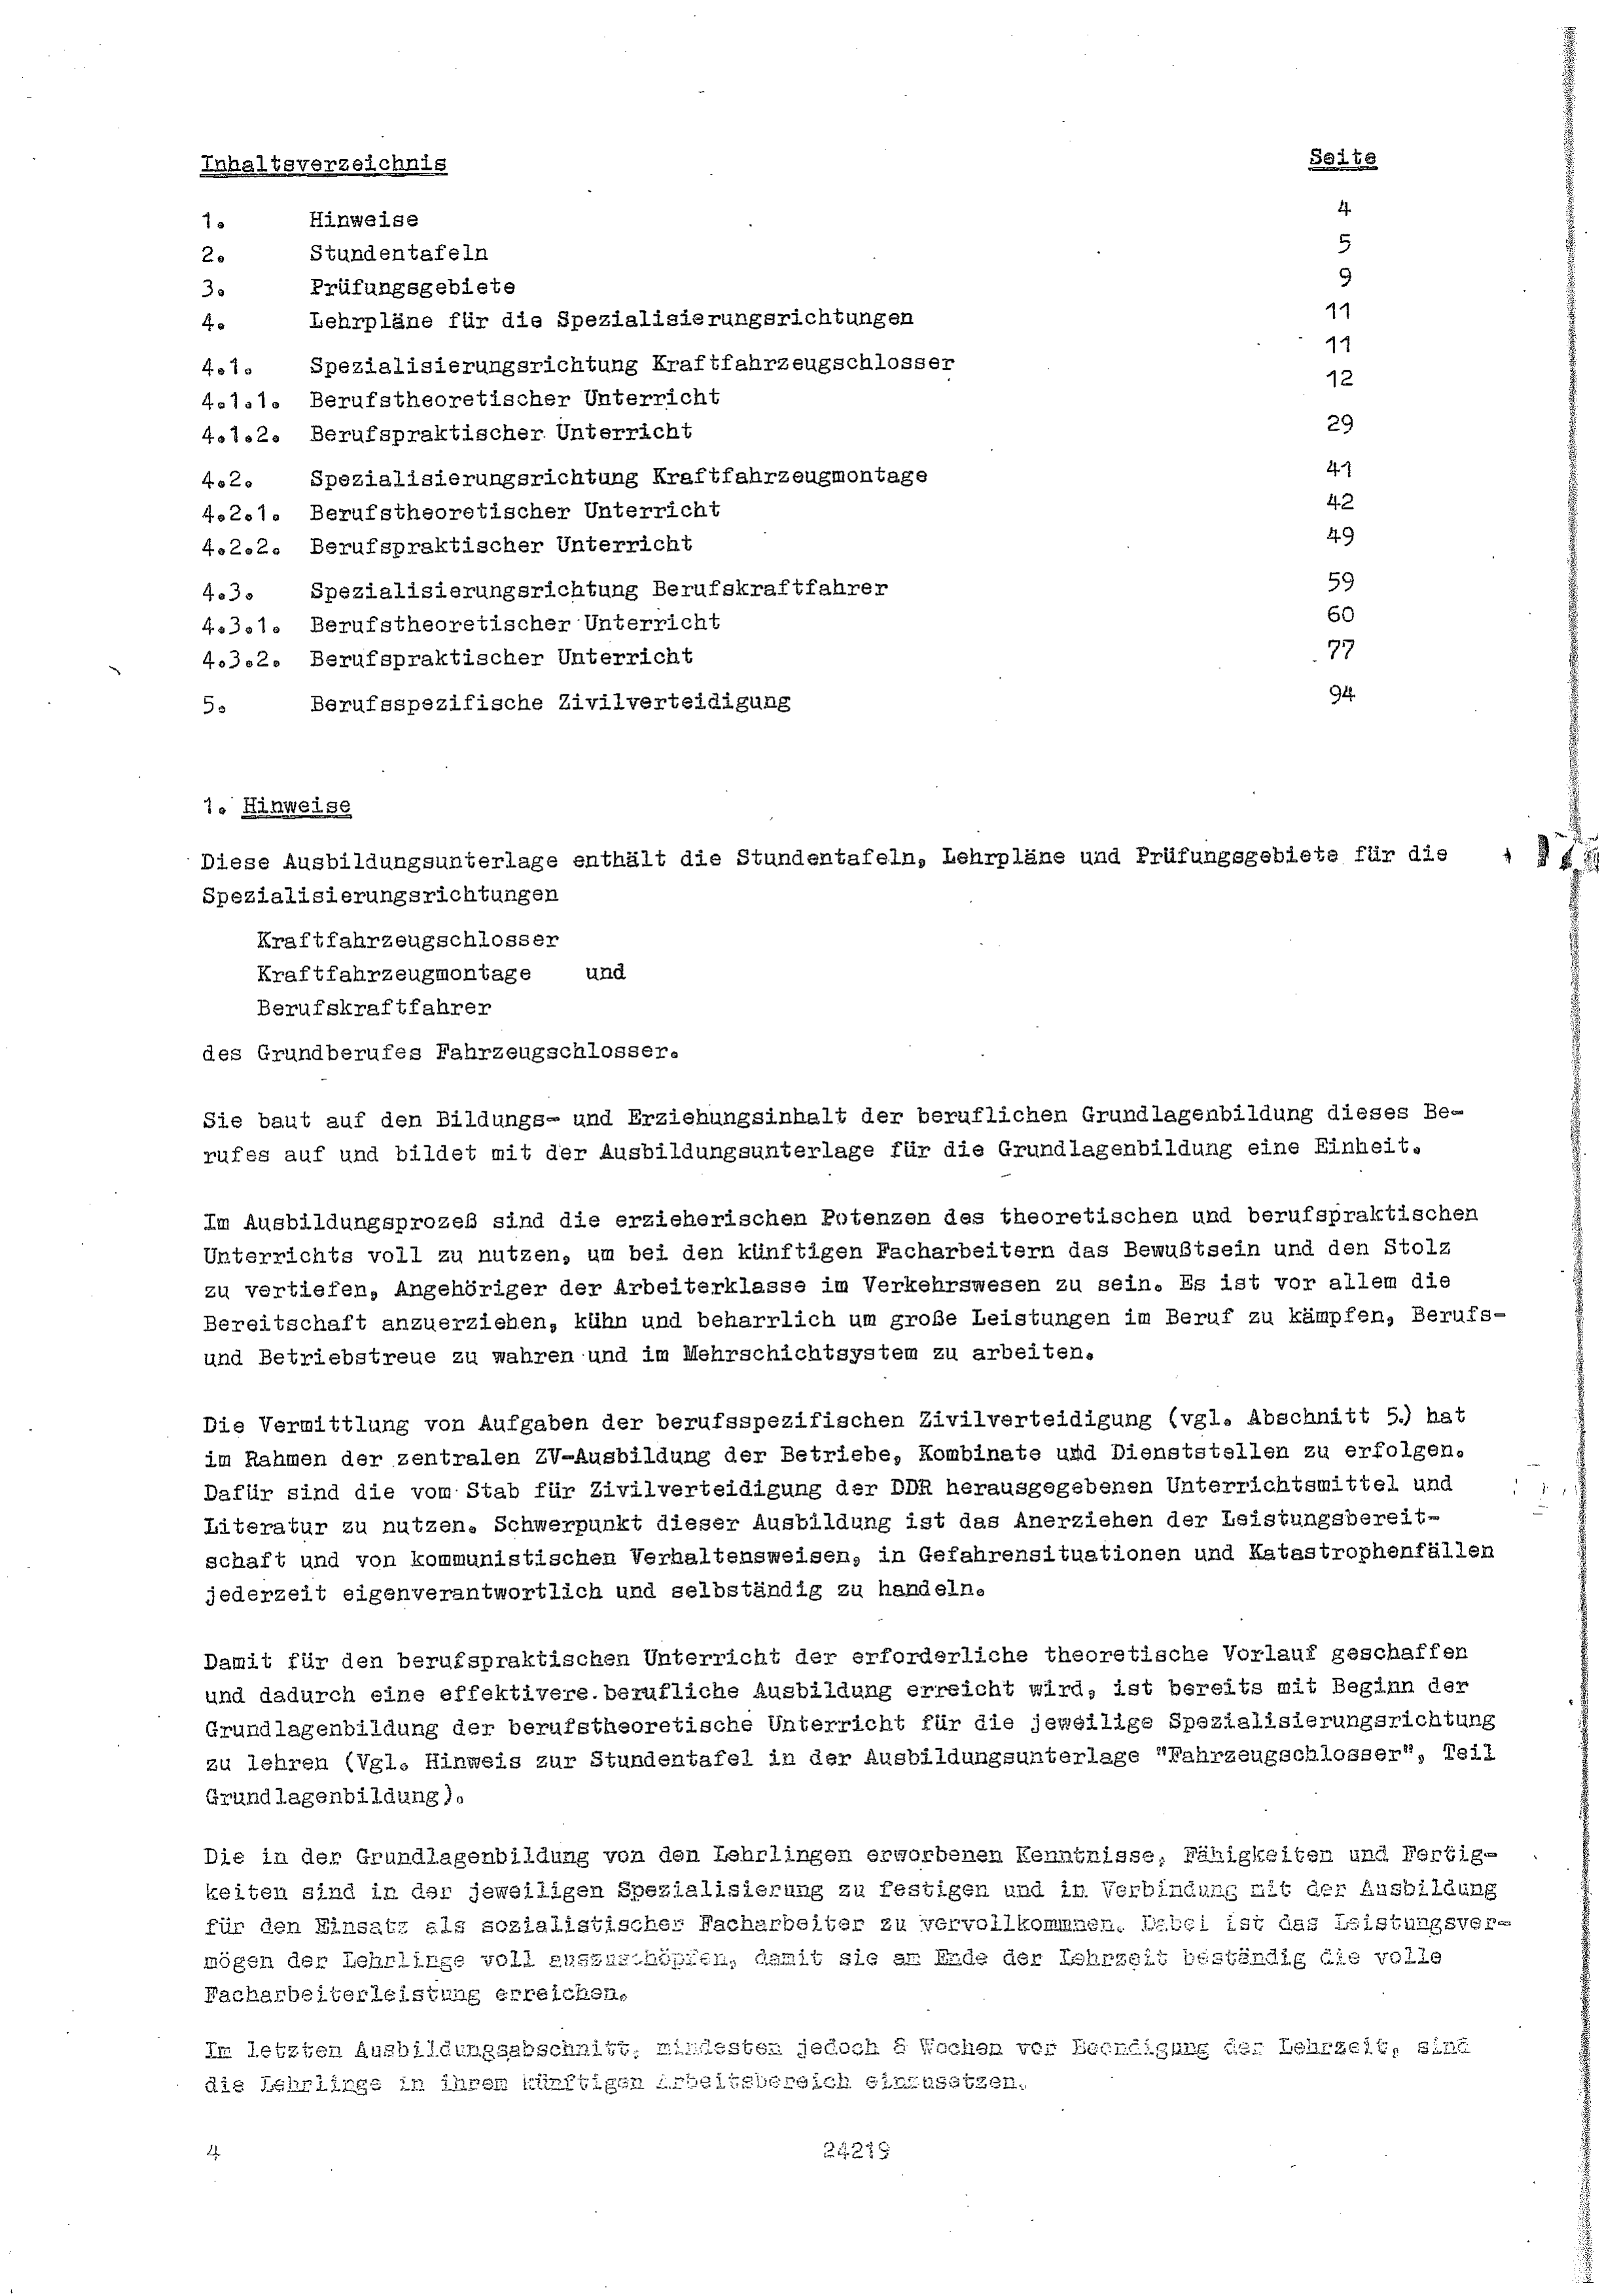 Inhaltsverzeichnis Seite
1. Hinweise 4
2. Stundentafeln 5
3. Prüfungsgebiete 9
4. Lehrpläne für die Spezialisierungsrichtungen 11
4.1. Spezialisierungsrichtung Kraftfahrzeugschlosser 11
4.1.1. Berufstheoretischer Unterricht 12
4.1.2. Berufspraktischer Unterricht 29
4.2. Spezialisierungsrichtung Kraftfahrzeugmontage 41
4.2.1. Berufstheoretischer Unterricht 42
4.2.2. Berufspraktischer Unterricht 49
4.3. Spezialisierungsrichtung Berufskraftfahrer 59
4.3.1. Berufstheoretischer Unterricht 60
4.3.2. Berufspraktischer Unterricht 77
5. Berufsspezifische Zivilverteidigung 94
1. Hinweise
Diese Ausbildungsunterlage enthält die Stundentafeln, Lehrpläne und Prüfungsgebiete für die
Spezialisierungsrichtungen
Kraftfahrzeugschlosser
Kraftfahrzeugmontage und
Berufskraftfahrer
des Grundberufes Fahrzeugschlosser.
Sie baut auf den Bildungs- und Erziehungsinhalt der beruflichen Grundlagenbildung dieses Be-
rufes auf und bildet mit der Ausbildungsunterlage für die Grundlagenbildung eine Einheit.
Im Ausbildungsprozeß sind die erzieherischen Potenzen des theoretischen und berufspraktischen
Unterrichts voll zu nutzen, um bei den künftigen Facharbeitern das Bewußtsein und den Stolz
zu vertiefen, Angehöriger der Arbeiterklasse im Verkehrswesen zu sein. Es ist vor allem die
Bereitschaft anzuerziehen, kühn und beharrlich um große Leistungen im Beruf zu kämpfen, Berufs-
und Betriebstreue zu wahren und im Mehrschichtsystem zu arbeiten.
Die Vermittlung von Aufgaben der berufsspezifischen Zivilverteidigung (vgl. Abschnitt 5.) hat
im Rahmen der zentralen ZV-Ausbildung der Betriebe, Kombinate und Dienststellen zu erfolgen.
Dafür sind die vom Stab für Zivilverteidigung der DDR herausgegebenen Unterrichtsmittel und
Literatur zu nutzen. Schwerpunkt dieser Ausbildung ist das Anerziehen der Leistungsbereit-
schaft und von kommunistischen Verhaltensweisen, in Gefahrensituationen und Katastrophenfällen
jederzeit eigenverantwortlich und selbständig zu handeln.
Damit für den berufspraktischen Unterricht der erforderliche theoretische Vorlauf geschaffen
und dadurch eine effektivere berufliche Ausbildung erreicht wird, ist bereits mit Beginn der
Grundlagenbildung der berufstheoretische Unterricht für die jeweilige Spezialisierungsrichtung
zu lehren (Vgl. Hinweis zur Stundentafel in der Ausbildungsunterlage "Fahrzeugschlosser", Teil
Grundlagenbildung).
Die in der Grundlagenbildung von den Lehrlingen erworbenen Kenntnisse, Fähigkeiten und Fertig-
keiten sind in der jeweiligen Spezialisierung zu festigen und in Verbindung mit der Ausbildung
für den Einsatz als sozialistischer Facharbeiter zu vervollkommnen. Dabei ist das Leistungsver-
mögen der Lehrlinge voll auszuschöpfen, damit sie am Ende der Lehrzeit beständig die volle
Facharbeiterleistung erreichen.
Im letzten Ausbildungsabschnitt, mindesten jedoch 8 Wochen vor Beendigung der Lehrzeit, sind
die Lehrlinge in ihrem künftigen Arbeitsbereich einzusetzen.
4 24219